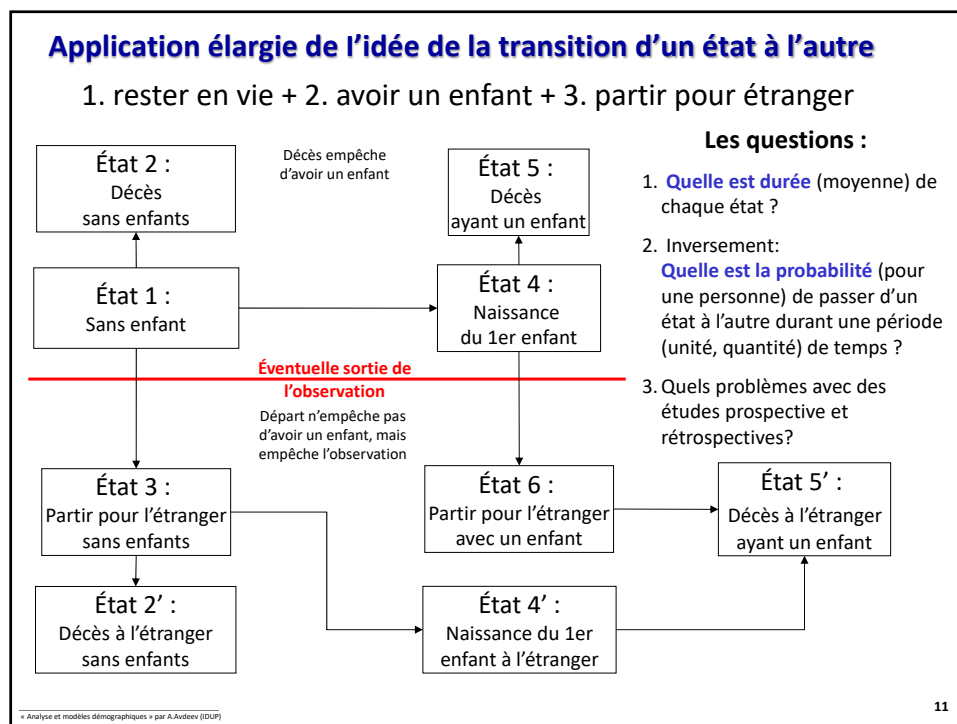 Application élargie de l'idée de la transition d'un état à l'autre
1. rester en vie + 2. avoir un enfant + 3. partir pour étranger
État 2 :
Décès
sans enfants
Décès empêche
d'avoir un enfant
État 5 :
Décès
ayant un enfant
État 1 :
Sans enfant
État 4 :
Naissance
du 1er enfant
Éventuelle sortie de
l'observation
Départ n'empêche pas
d'avoir un enfant, mais
empêche l'observation
État 3 :
Partir pour l'étranger
sans enfants
État 6 :
Partir pour l'étranger
avec un enfant
État 5' :
Décès à l'étranger
ayant un enfant
État 2' :
Décès à l'étranger
sans enfants
État 4' :
Naissance du 1er
enfant à l'étranger
Les questions :
1. Quelle est durée (moyenne) de
chaque état ?
2. Inversement:
Quelle est la probabilité (pour
une personne) de passer d'un
état à l'autre durant une période
(unité, quantité) de temps ?
3. Quels problèmes avec des
études prospective et
rétrospectives?
« Analyse et modèles démographiques » par A.Avdeev (IDUP)
11